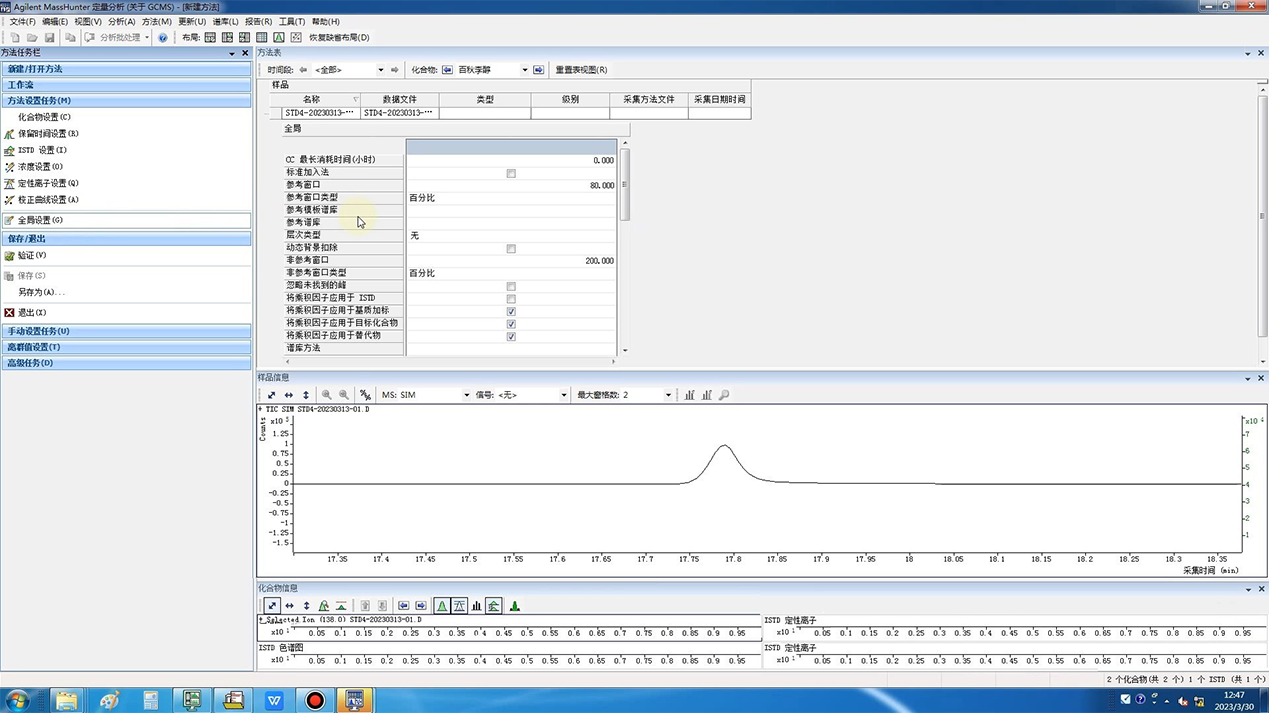 Agilent MassHunter 定量分析 (关于 GCMS) - [新建方法]
文件(F) 编辑(E) 视图(V) 分析(A) 方法(M) 更新(U) 谱库(L) 报告(R) 工具(T) 帮助(H)
分析批处理 布局: 恢复缺省布局(D)
方法任务栏
新建/打开方法
工作流
方法设置任务(M)
化合物设置(C)
保留时间设置(R)
ISTD 设置(I)
浓度设置(O)
定性离子设置(Q)
校正曲线设置(A)
全局设置(G)
保存/退出
验证(V)
保存(S)
另存为(A)...
退出(X)
手动设置任务(U)
离群值设置(T)
高级任务(D)
方法表
时间段: <全部> 化合物: 百秋李醇 重置表视图(R)
样品
名称 数据文件 类型 级别 采集方法文件 采集日期时间
STD4-20230313-··· STD4-20230313-···
全局
CC 最长消耗时间(小时) 0.000
标准加入法
参考窗口 80.000
参考窗口类型 百分比
参考模板谱库
参考谱库
层次类型 无
动态背景扣除
非参考窗口 200.000
非参考窗口类型 百分比
忽略未找到的峰
将乘积因子应用于 ISTD
将乘积因子应用于基质加标
将乘积因子应用于目标化合物
将乘积因子应用于替代物
谱库方法
样品信息
MS: SIM 信号: <无> 最大窗格数: 2
+ TIC SIM STD4-20230313-01.D
Counts
x10 5
1.25
1
0.75
0.5
0.25
0
-0.25
-0.5
-0.75
-1
-1.25
-1.5
x10 4
7
6
5
4
3
2
1
17.35 17.4 17.45 17.5 17.55 17.6 17.65 17.7 17.75 17.8 17.85 17.9 17.95 18 18.05 18.1 18.15 18.2 18.25 18.3 18.35
采集时间 (min)
化合物信息
+ Selected Ion (138.0) STD4-20230313-01.D
x10 1 0.05 0.1 0.15 0.2 0.25 0.3 0.35 0.4 0.45 0.5 0.55 0.6 0.65 0.7 0.75 0.8 0.85 0.9 0.95
ISTD 定性离子
x10 1 0.05 0.1 0.15 0.2 0.25 0.3 0.35 0.4 0.45 0.5 0.55 0.6 0.65 0.7 0.75 0.8 0.85 0.9 0.95
ISTD 色谱图
x10 1 0.05 0.1 0.15 0.2 0.25 0.3 0.35 0.4 0.45 0.5 0.55 0.6 0.65 0.7 0.75 0.8 0.85 0.9 0.95
ISTD 定性离子
x10 1 0.05 0.1 0.15 0.2 0.25 0.3 0.35 0.4 0.45 0.5 0.55 0.6 0.65 0.7 0.75 0.8 0.85 0.9 0.95
2 个化合物(共 2 个) 1 个 ISTD (共 1 个)
12:47
2023/3/30